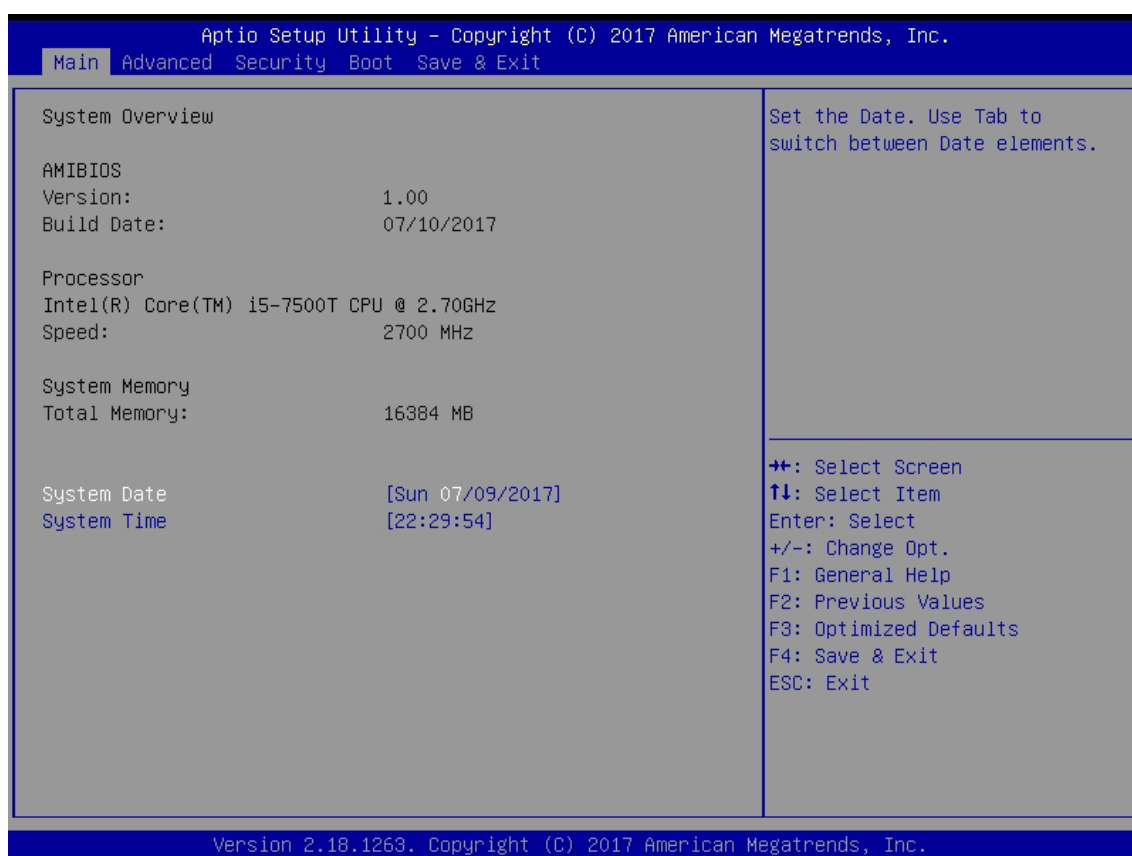 Aptio Setup Utility – Copyright (C) 2017 American Megatrends, Inc.
Main Advanced Security Boot Save & Exit
System Overview
AMIBIOS
Version: 1.00
Build Date: 07/10/2017
Processor
Intel(R) Core(TM) i5-7500T CPU @ 2.70GHz
Speed: 2700 MHz
System Memory
Total Memory: 16384 MB
System Date [Sun 07/09/2017]
System Time [22:29:54]
Set the Date. Use Tab to
switch between Date elements.
→←: Select Screen
↑↓: Select Item
Enter: Select
+/-: Change Opt.
F1: General Help
F2: Previous Values
F3: Optimized Defaults
F4: Save & Exit
ESC: Exit
Version 2.18.1263. Copyright (C) 2017 American Megatrends, Inc.